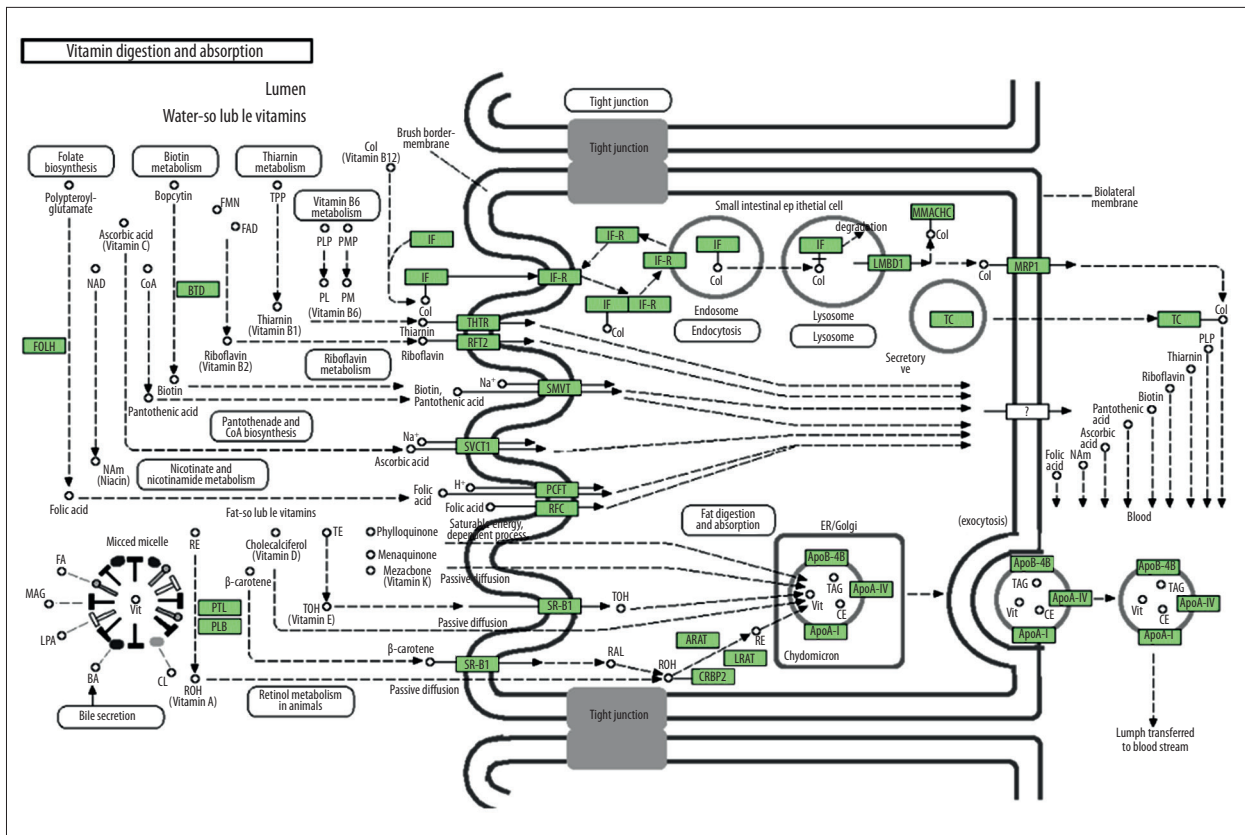 Vitamin digestion and absorption
Lumen
Water-so lub le vitamins
Folate
biosynthesis
Biotin
metabolism
Thiarnin
metabolism
Col
(Vitamin B12)
Brush border-
membrane
Tight junction
Tight junction
Polypteroyl-
glutamate
Bopcytin
TPP
Vitamin B6
metabolism
FMN
FAD
Ascorbic acid
(Vitamin C)
PLP
PMP
NAD
CoA
BTD
PL
PM
(Vitamin B6)
IF
IF
Col
Thiarnin
(Vitamin B1)
Thiarnin
FOLH
Riboflavin
(Vitamin B2)
Riboflavin
metabolism
Riboflavin
Biotin
Pantothenic acid
Biotin,
Pantothenic acid
Na+
Pantothenade and
CoA biosynthesis
Na+
Ascorbic acid
NAm
(Niacin)
Nicotinate and
nicotinamide metabolism
Folic acid
Folic
acid
H+
Folic acid
IF-R
THTR
RFT2
SMVT
SVCT1
PCFT
RFC
Small intestinal ep ithetial cell
Biolateral
membrane
IF-R
IF-R
IF
IF-R
Col
IF
Col
Endosome
Endocytosis
IF
degradation
Col
Lysosome
Lysosome
LMBD1
MMACHC
Col
Col
MRP1
TC
Secretory
ve
TC
Col
PLP
Thiarnin
Riboflavin
Biotin
Pantothenic
acid
Ascorbic
acid
NAm
Folic
acid
?
Blood
Fat-so lub le vitamins
Micced micelle
FA
MAG
LPA
BA
CL
Vit
Bile secretion
RE
Cholecalciferol
(Vitamin D)
TE
Phylloquinone
Menaquinone
Mezacbone
(Vitamin K)
Saturable energy,
dependent process
Passive diffusion
β-carotene
PTL
PLB
TOH
(Vitamin E)
Passive diffusion
SR-B1
TOH
β-carotene
SR-B1
RAL
ROH
(Vitamin A)
Retinol metabolism
in animals
Passive diffusion
ROH
CRBP2
ARAT
LRAT
RE
Fat digestion
and absorption
ER/Golgi
ApoB-4B
TAG
Vit
CE
ApoA-IV
ApoA-I
Chydomicron
(exocytosis)
ApoB-4B
TAG
Vit
CE
ApoA-IV
ApoA-I
ApoB-4B
TAG
Vit
CE
ApoA-IV
ApoA-I
Tight junction
Lumph transferred
to blood stream